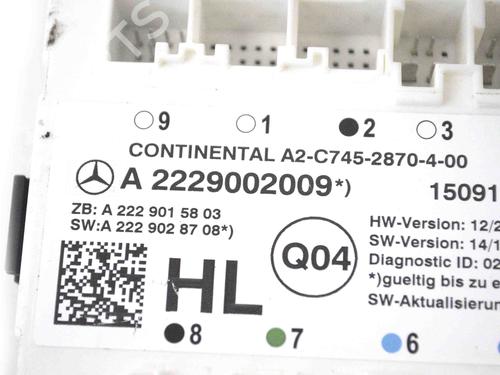 9 1 2 3
CONTINENTAL A2-C745-2870-4-00
A 2229002009*) 15091
ZB: A 222 901 58 03
SW:A 222 902 87 08*)
HW-Version: 12/2
SW-Version: 14/1
Diagnostic ID: 02
*)gueltig bis zu e
SW-Aktualisierun
HL
Q04
8 7 6